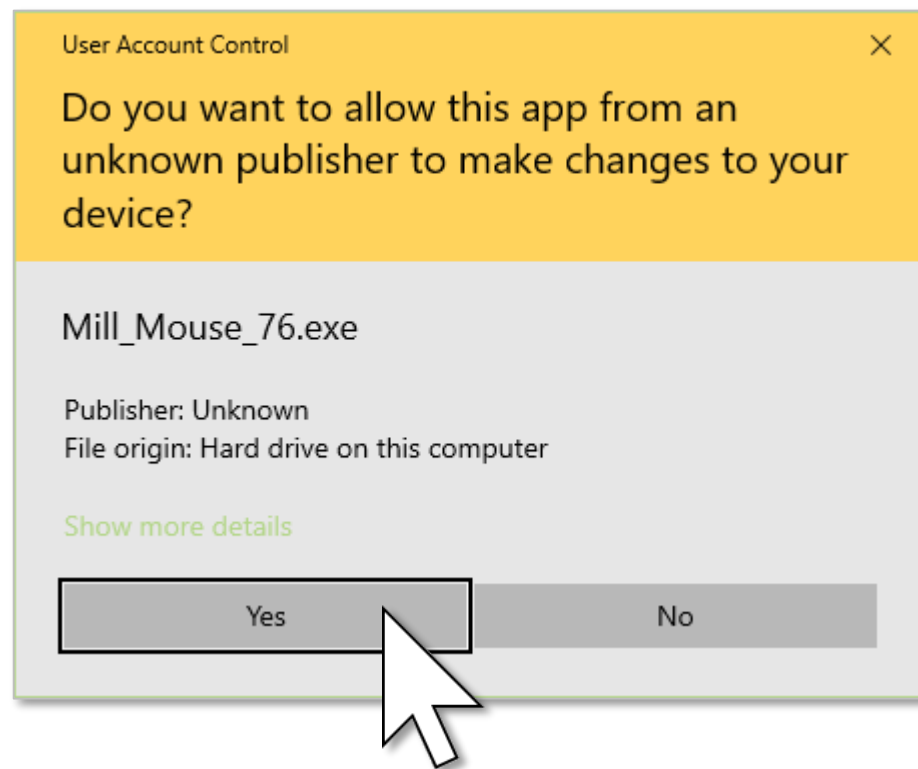 User Account Control
Do you want to allow this app from an
unknown publisher to make changes to your
device?
Mill_Mouse_76.exe
Publisher: Unknown
File origin: Hard drive on this computer
Show more details
Yes No